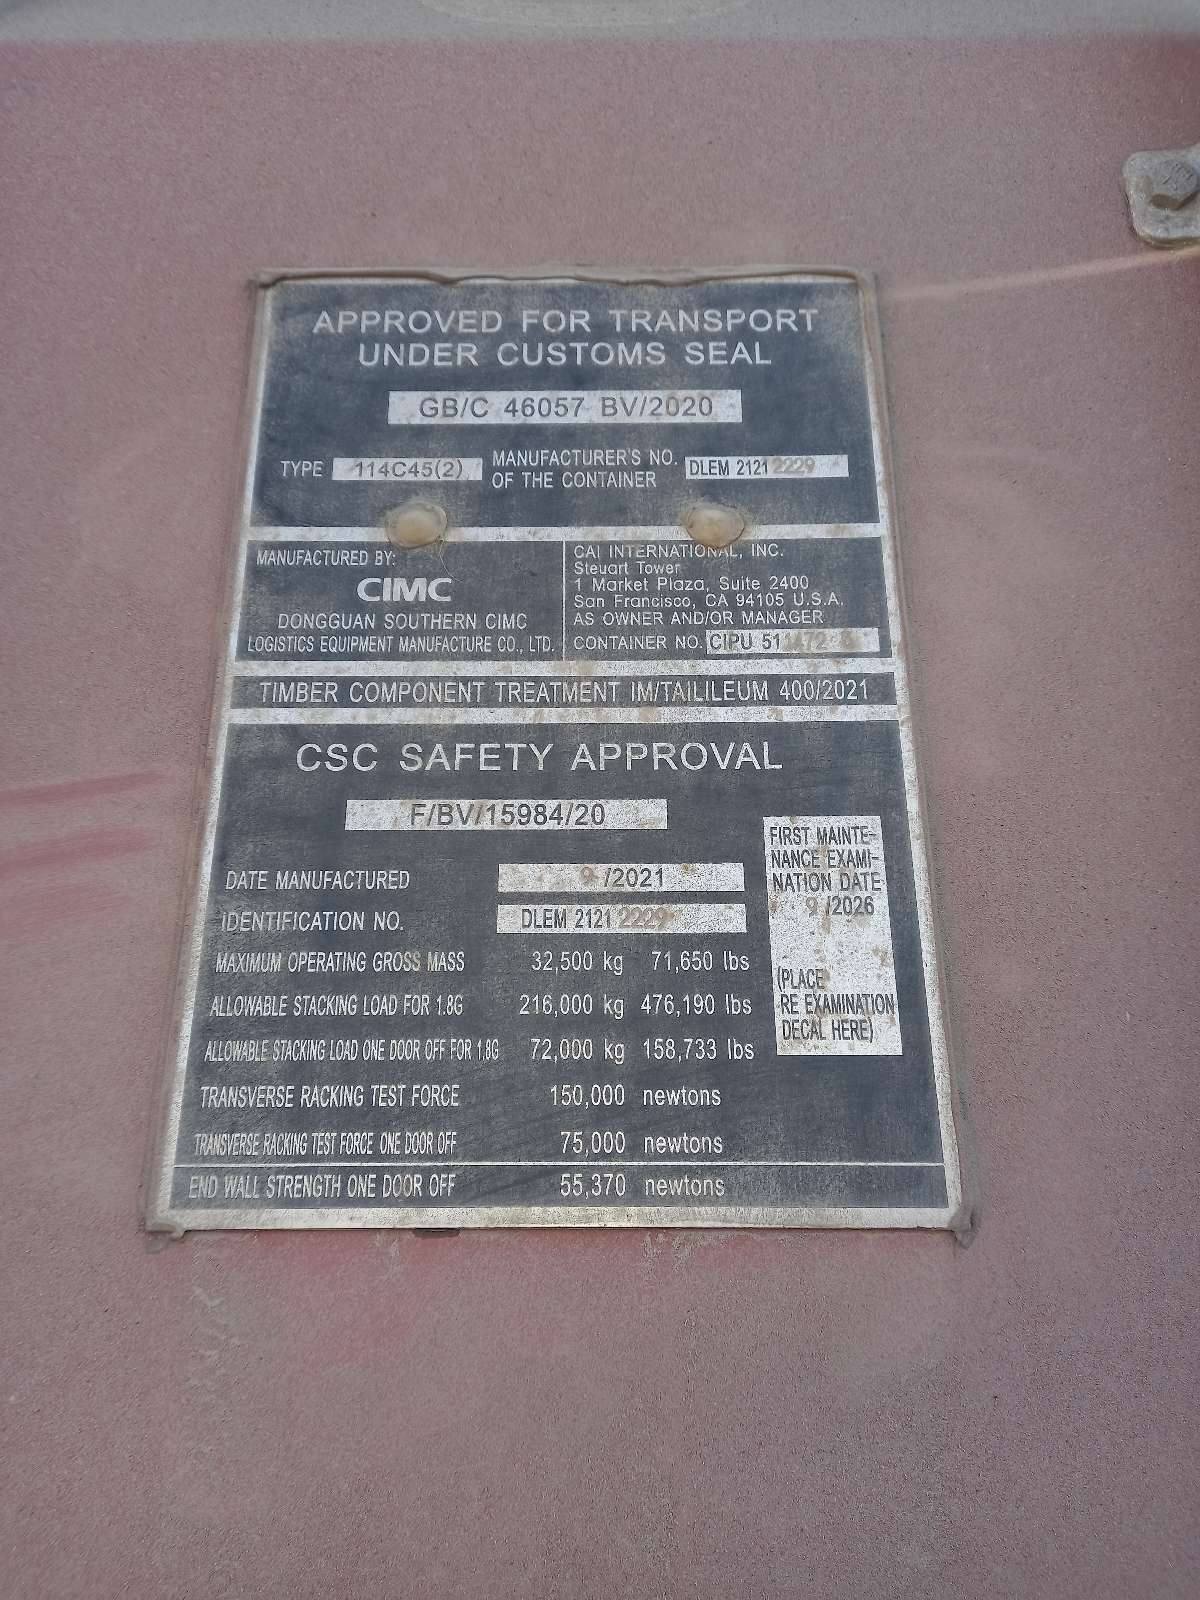 APPROVED FOR TRANSPORT
UNDER CUSTOMS SEAL
GB/C 46057 BV/2020
TYPE 114C45(2)
MANUFACTURER'S NO.
OF THE CONTAINER
DLEM 2121 2229
MANUFACTURED BY:
CIMC
DONGGUAN SOUTHERN CIMC
LOGISTICS EQUIPMENT MANUFACTURE CO., LTD.
CAI INTERNATIONAL, INC.
Steuart Tower
1 Market Plaza, Suite 2400
San Francisco, CA 94105 U.S.A.
AS OWNER AND/OR MANAGER
CONTAINER NO. CIPU
TIMBER COMPONENT TREATMENT IM/TAILILEUM 400/2021
CSC SAFETY APPROVAL
F/BV/15984/20
DATE MANUFACTURED 9 /2021
IDENTIFICATION NO. DLEM 2121 2229
MAXIMUM OPERATING GROSS MASS 32,500 kg 71,650 lbs
ALLOWABLE STACKING LOAD FOR 1.8G 216,000 kg 476,190 lbs
ALLOWABLE STACKING LOAD ONE DOOR OFF FOR 1.8G 72,000 kg 158,733 lbs
TRANSVERSE RACKING TEST FORCE 150,000 newtons
TRANSVERSE RACKING TEST FORCE ONE DOOR OFF 75,000 newtons
END WALL STRENGTH ONE DOOR OFF 55,370 newtons
FIRST MAINTE-
NANCE EXAMI-
NATION DATE
9 /2026
(PLACE
RE EXAMINATION
DECAL HERE)